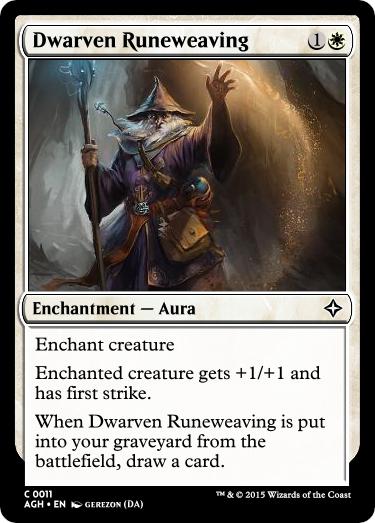 Dwarven Runeweaving 1
Enchantment — Aura
Enchant creature
Enchanted creature gets +1/+1 and
has first strike.
When Dwarven Runeweaving is put
into your graveyard from the
battlefield, draw a card.
C 0011
AGH • EN GEREZON (DA)
™ & © 2015 Wizards of the Coast